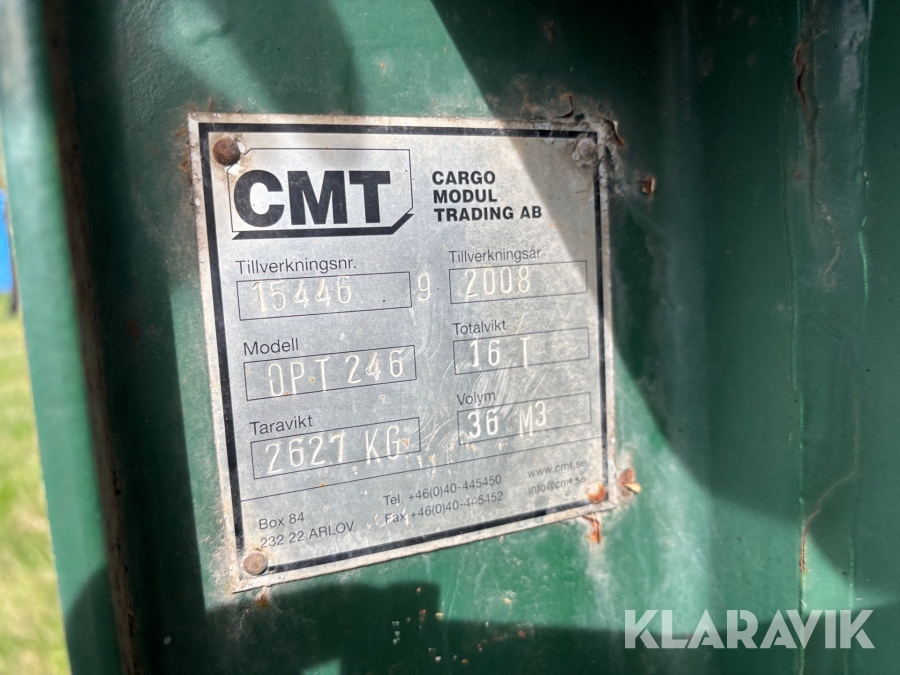 CMT
CARGO
MODUL
TRADING AB
Tillverkningsnr.
15446 9
Tillverkningsår
2008
Modell
OPT 246
Totalvikt
16 T
Taravikt
2627 KG
Volym
36 M3
Box 84
232 22 ARLÖV
Tel. +46(0)40-445450
Fax +46(0)40-445452
www.cmt.se
info@cmt.se
KLARAVIK